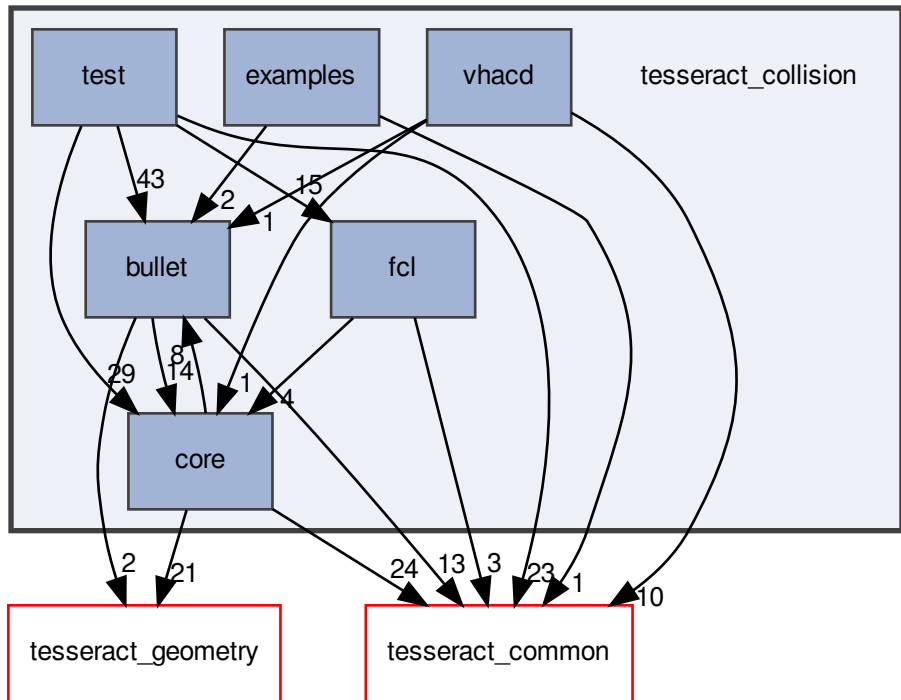 test
examples
vhacd
tesseract_collision
43
2
15
1
bullet
fcl
29
8
14
1
4
core
2
21
24
13
3
23
1
10
tesseract_geometry
tesseract_common